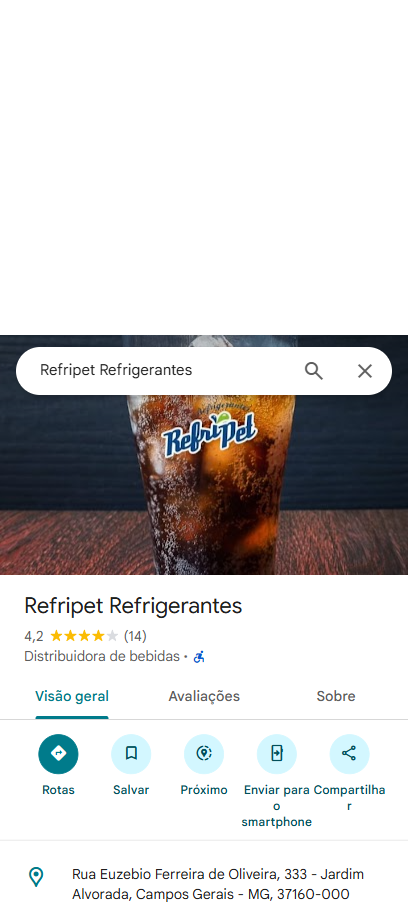 Refripet Refrigerantes
Refrigerantes
RefriPet
Refripet Refrigerantes
4,2 (14)
Distribuidora de bebidas ·
Visão geral Avaliações Sobre
Rotas Salvar Próximo Enviar para o smartphone Compartilhar
Rua Euzebio Ferreira de Oliveira, 333 - Jardim
Alvorada, Campos Gerais - MG, 37160-000